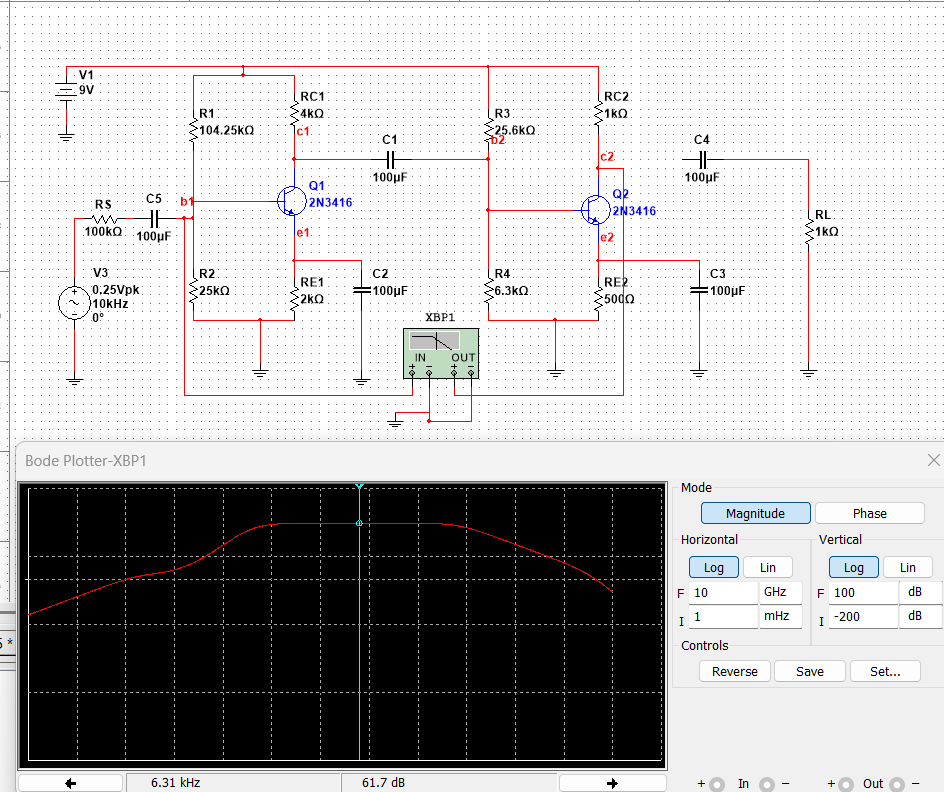 V1
9V
R1
104.25kΩ
RC1
4kΩ
c1
C1
100µF
R3
25.6kΩ
b2
RC2
1kΩ
c2
C4
100µF
RS
100kΩ
C5
100µF
b1
Q1
2N3416
e1
Q2
2N3416
e2
RL
1kΩ
V3
0.25Vpk
10kHz
0°
R2
25kΩ
RE1
2kΩ
C2
100µF
R4
6.3kΩ
RE2
500Ω
C3
100µF
XBP1
IN OUT
+ − + −
Bode Plotter-XBP1
Mode
Magnitude Phase
Horizontal Vertical
Log Lin Log Lin
F 10 GHz F 100 dB
I 1 mHz I -200 dB
Controls
Reverse Save Set...
6.31 kHz 61.7 dB
+ In − + Out −
5 *